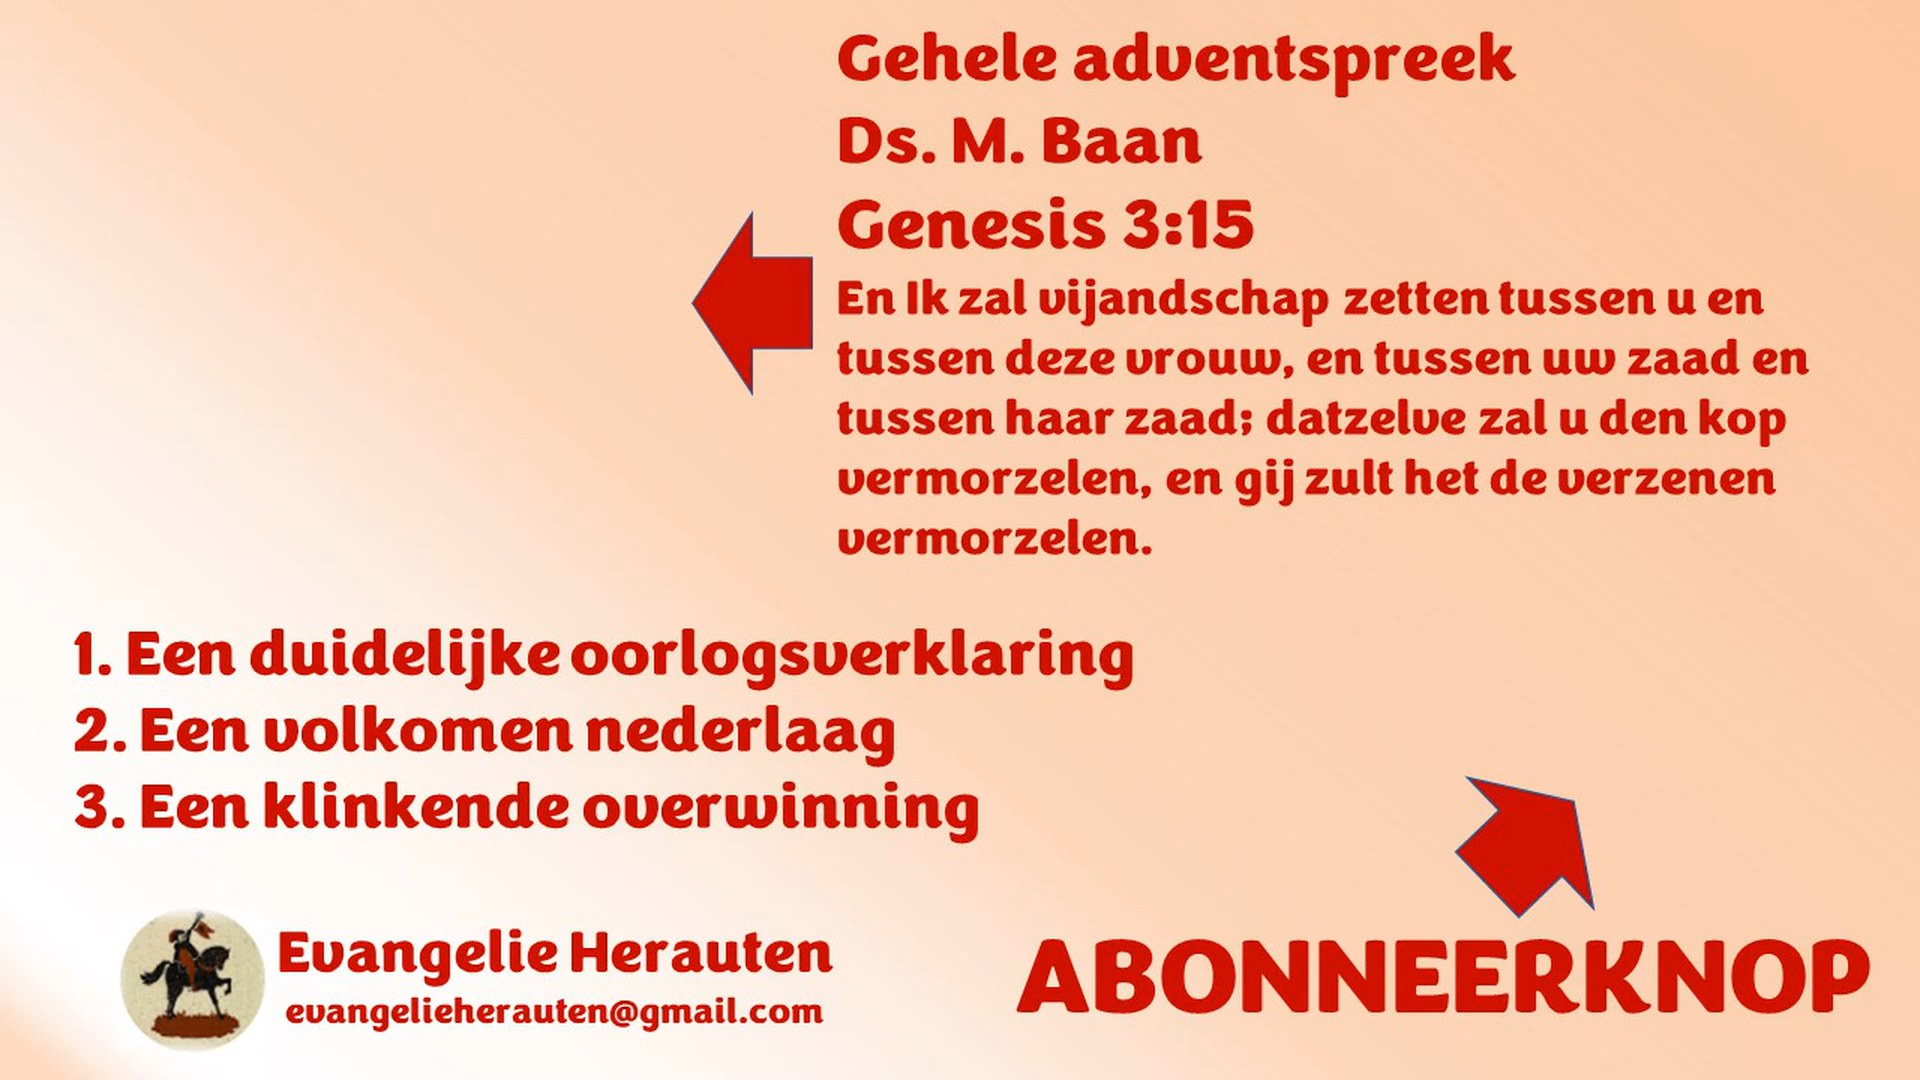 Gehele adventspreek
Ds. M. Baan
Genesis 3:15
En Ik zal vijandschap zetten tussen u en
tussen deze vrouw, en tussen uw zaad en
tussen haar zaad; datzelve zal u den kop
vermorzelen, en gij zult het de verzenen
vermorzelen.
1. Een duidelijke oorlogsverklaring
2. Een volkomen nederlaag
3. Een klinkende overwinning
Evangelie Herauten
evangelieherauten@gmail.com
ABONNEERKNOP